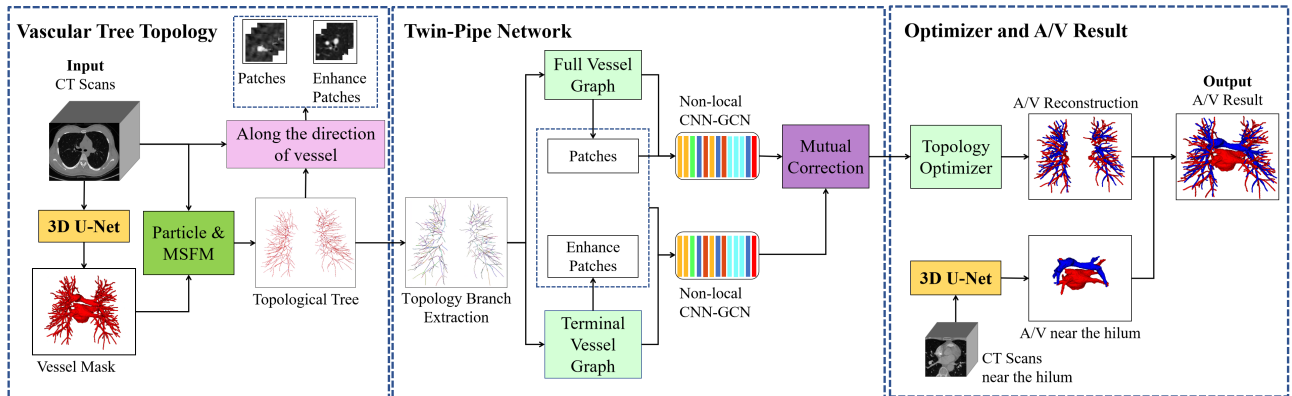 Vascular Tree Topology
Input
CT Scans
Patches
Enhance
Patches
Along the direction
of vessel
3D U-Net
Particle &
MSFM
Vessel Mask
Topological Tree
Twin-Pipe Network
Full Vessel
Graph
Patches
Enhance
Patches
Topology Branch
Extraction
Terminal
Vessel
Graph
Non-local
CNN-GCN
Non-local
CNN-GCN
Mutual
Correction
Optimizer and A/V Result
Topology
Optimizer
A/V Reconstruction
Output
A/V Result
3D U-Net
A/V near the hilum
CT Scans
near the hilum